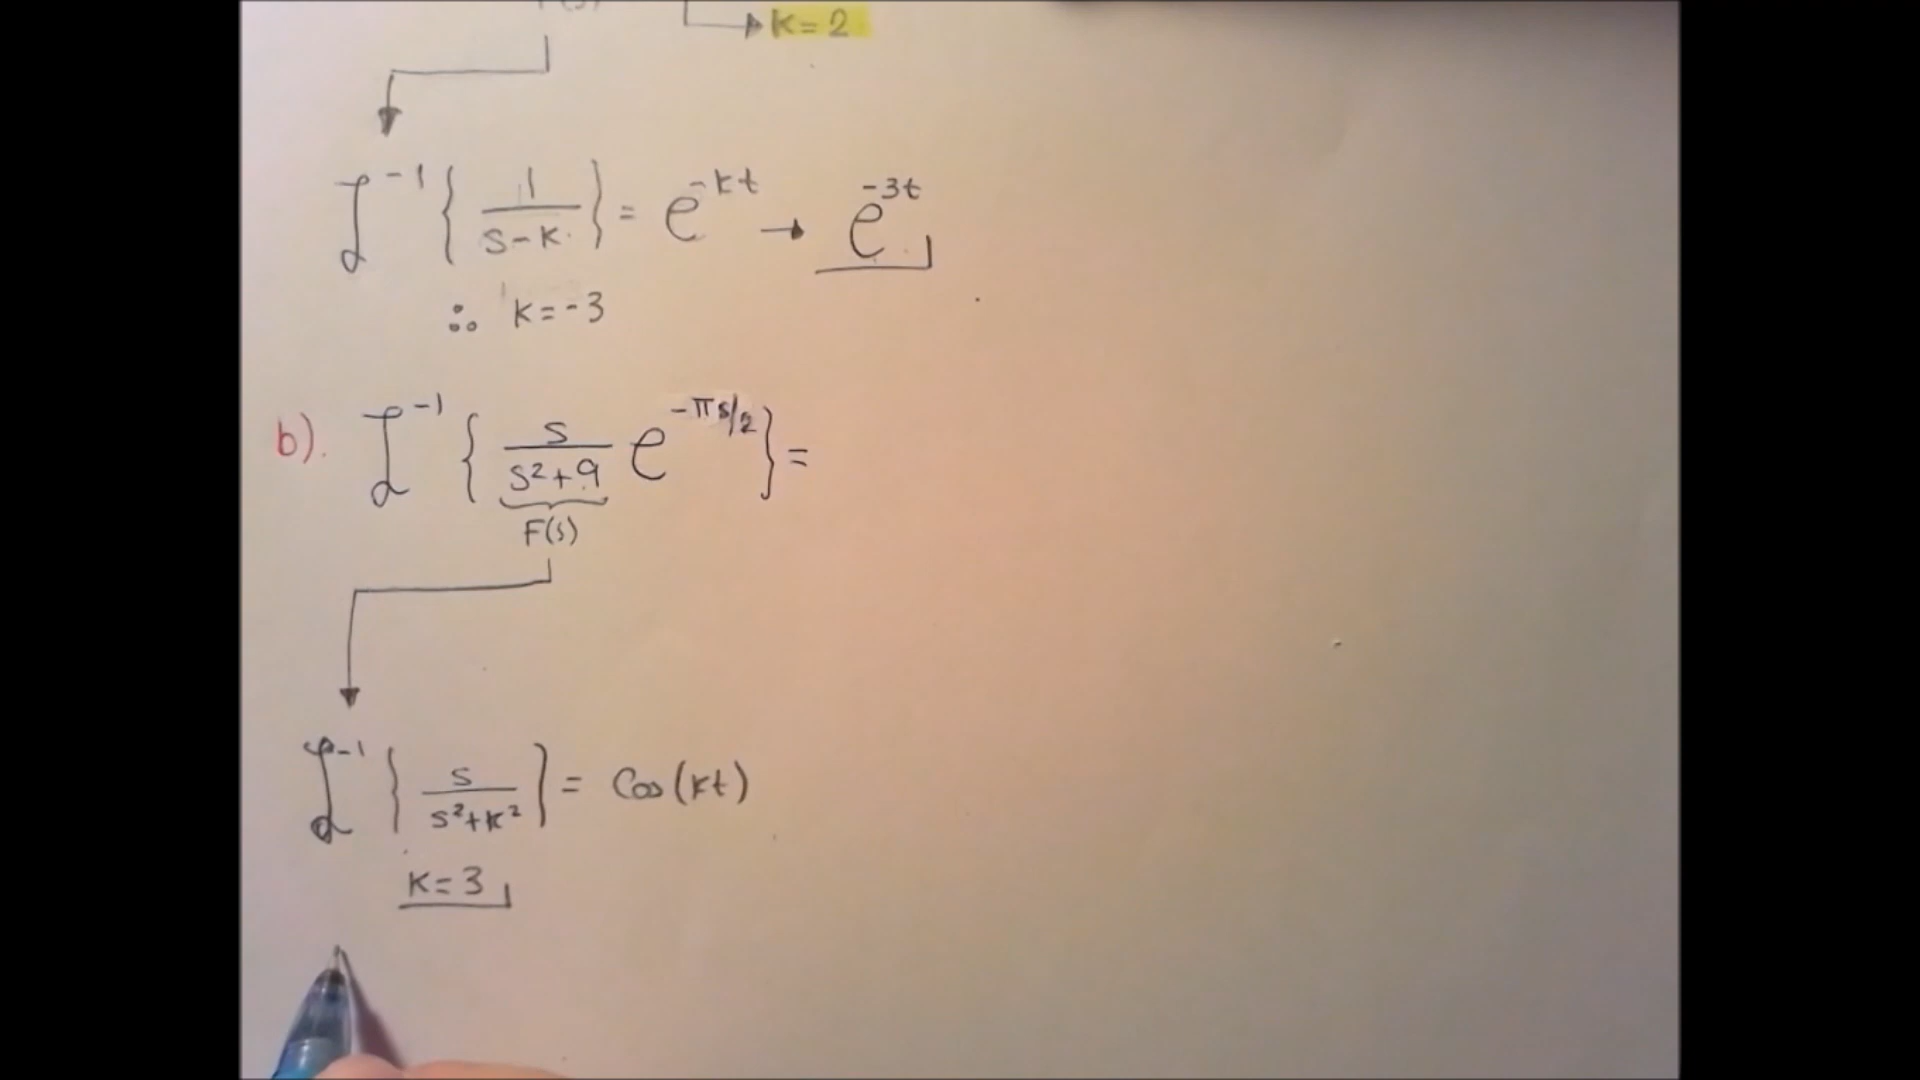 K=2
ℒ⁻¹{1/(s-k)} = e^(-kt) → e^(-3t)
∴ K=-3
b). ℒ⁻¹{s/(s²+9) e^(-πs/2)} =
F(s)
ℒ⁻¹{s/(s²+k²)} = Cos(kt)
K=3